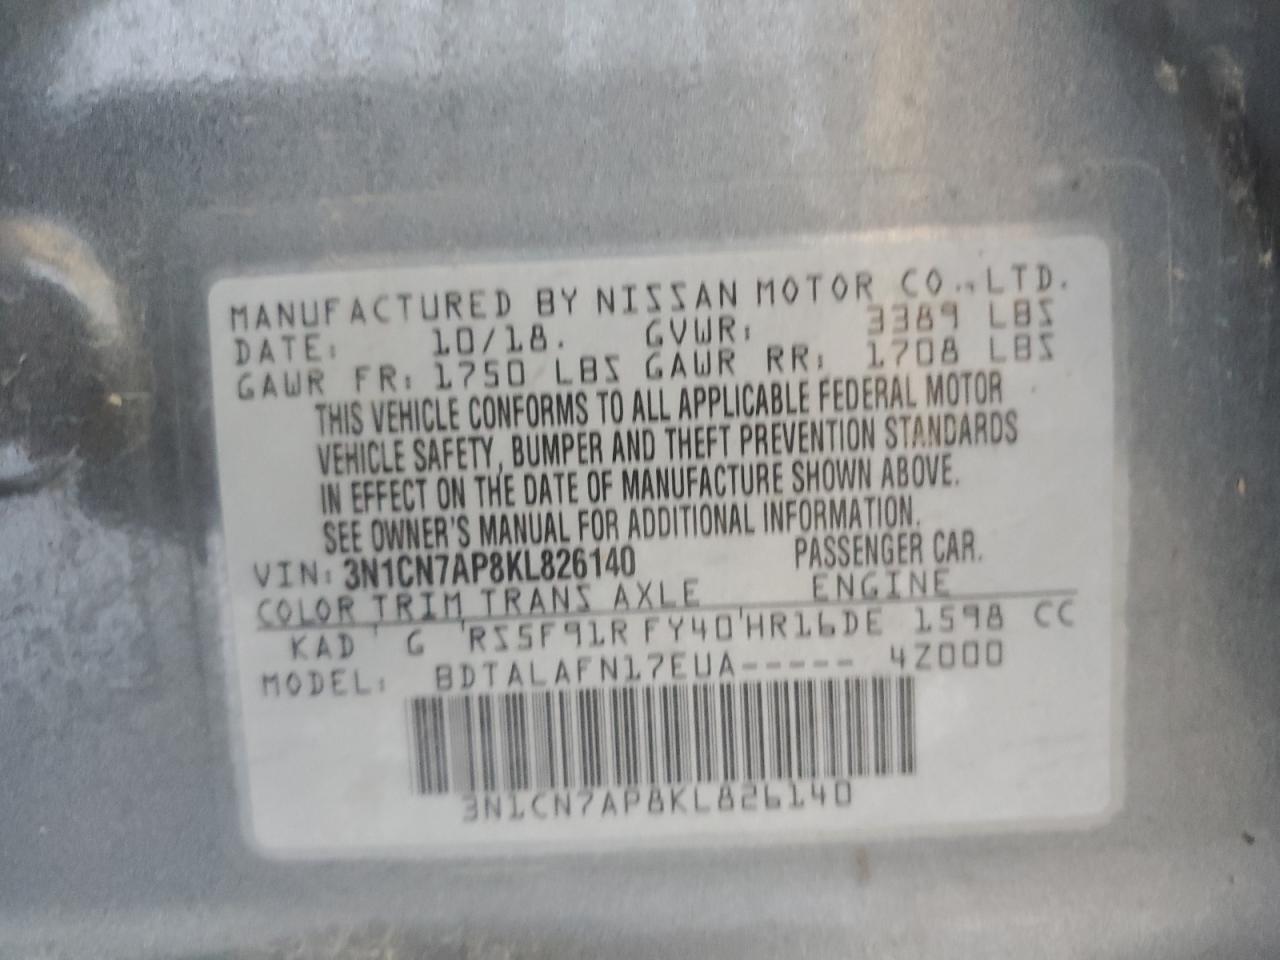 MANUFACTURED BY NISSAN MOTOR CO., LTD.
DATE: 10/18. GVWR: 3389 LBS
GAWR FR: 1750 LBS GAWR RR: 1708 LBS
THIS VEHICLE CONFORMS TO ALL APPLICABLE FEDERAL MOTOR
VEHICLE SAFETY, BUMPER AND THEFT PREVENTION STANDARDS
IN EFFECT ON THE DATE OF MANUFACTURE SHOWN ABOVE.
SEE OWNER'S MANUAL FOR ADDITIONAL INFORMATION.
VIN: 3N1CN7AP8KL826140 PASSENGER CAR.
COLOR TRIM TRANS AXLE ENGINE
KAD G RS5F91R FY40 HR16DE 1598 CC
MODEL: BDTALAFN17EUA----- 4Z000
3N1CN7AP8KL826140